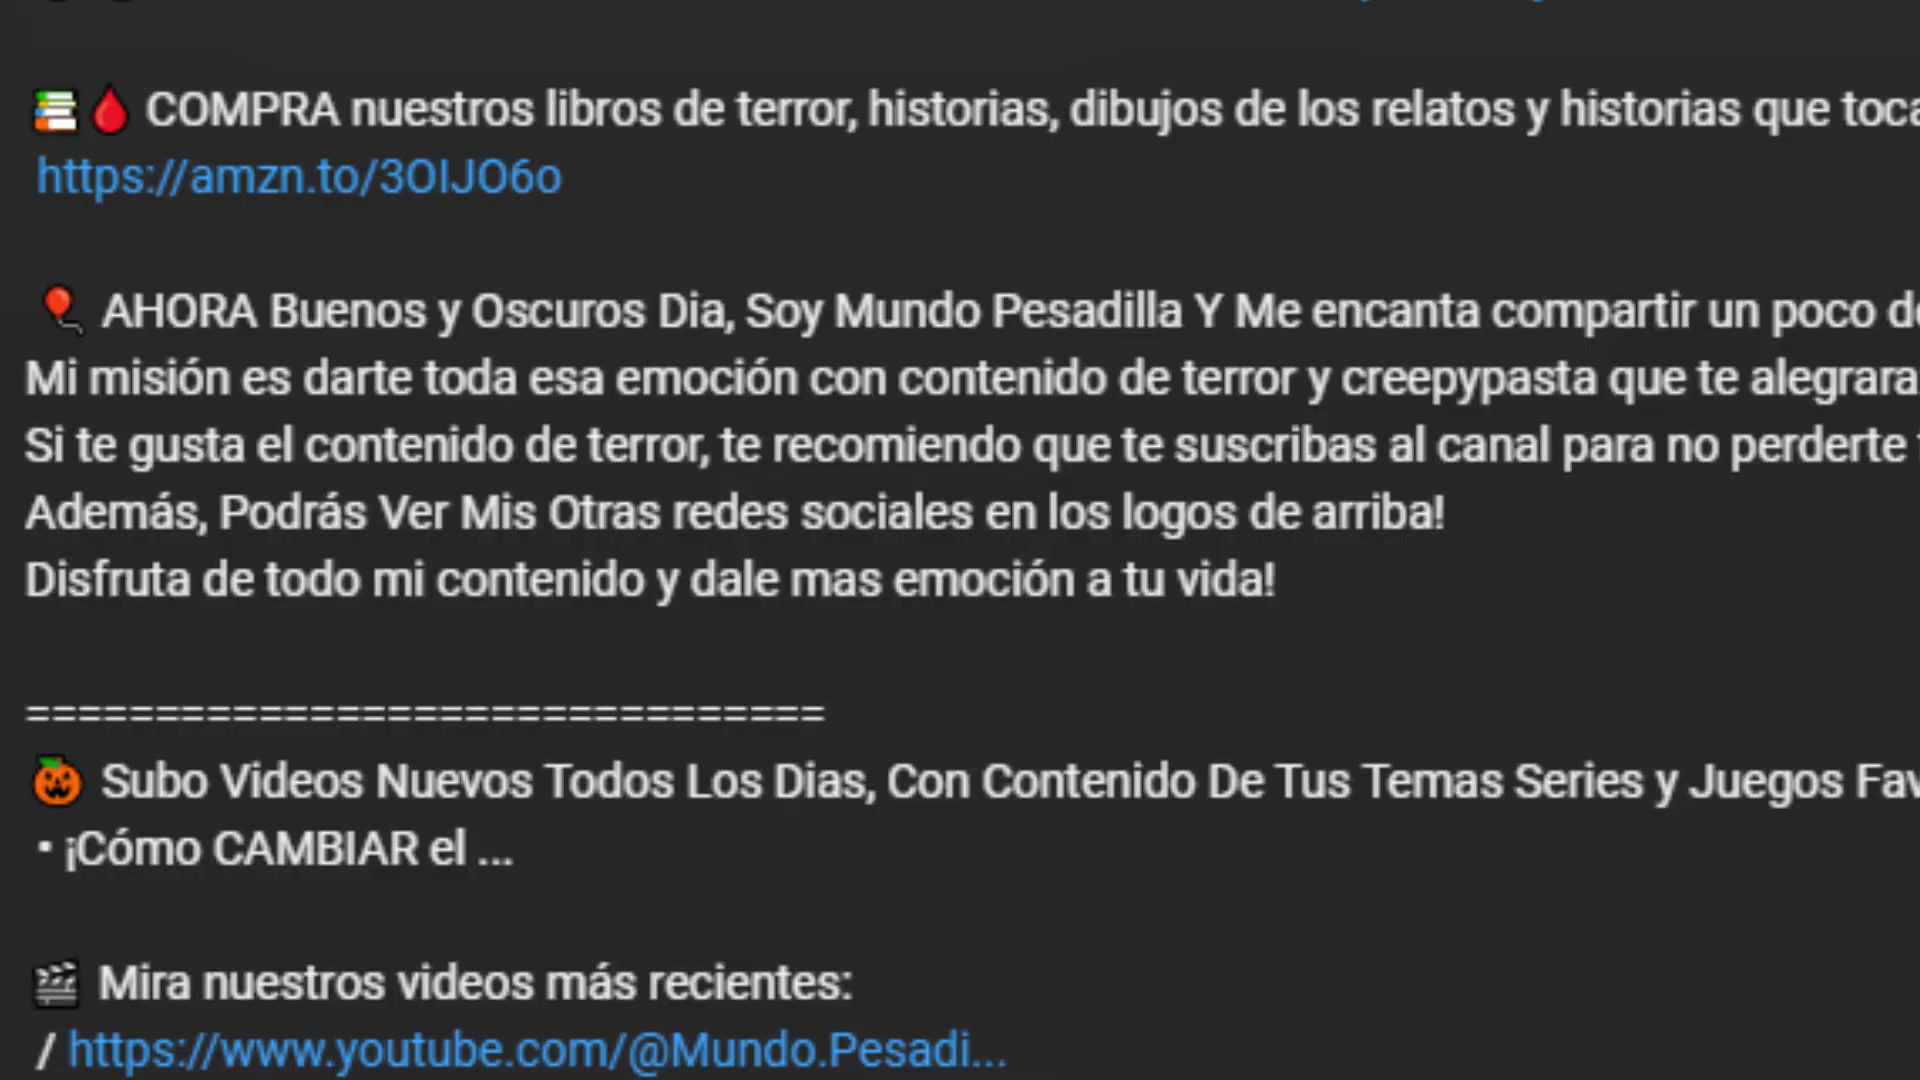 📚🩸 COMPRA nuestros libros de terror, historias, dibujos de los relatos y historias que
https://amzn.to/3OIJO6o
🎈 AHORA Buenos y Oscuros Dia, Soy Mundo Pesadilla Y Me encanta compartir un poco
Mi misión es darte toda esa emoción con contenido de terror y creepypasta que te alegrara
Si te gusta el contenido de terror, te recomiendo que te suscribas al canal para no perderte
Además, Podrás Ver Mis Otras redes sociales en los logos de arriba!
Disfruta de todo mi contenido y dale mas emoción a tu vida!
===============================
🎃 Subo Videos Nuevos Todos Los Dias, Con Contenido De Tus Temas Series y Juegos
▪ ¡Cómo CAMBIAR el ...
🎬 Mira nuestros videos más recientes:
/ https://www.youtube.com/@Mundo.Pesadi...